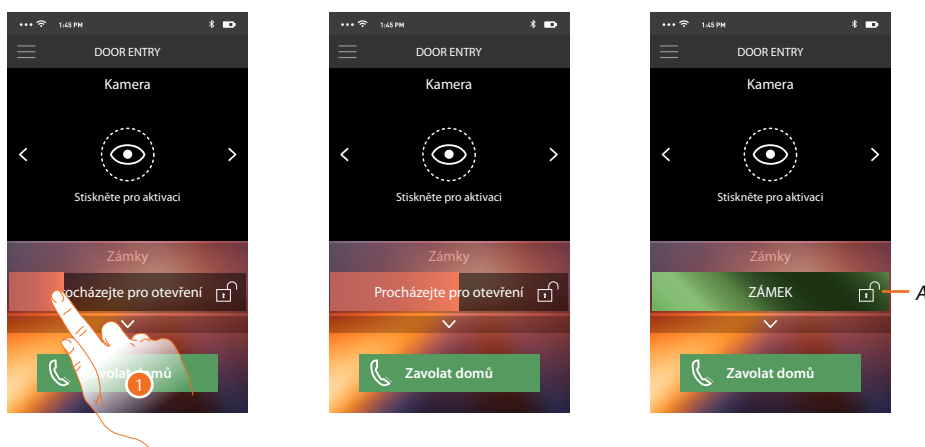 1:45 PM
DOOR ENTRY
Kamera
Stiskněte pro aktivaci
Zámky
rocházejte pro otevření
volat domů
1
1:45 PM
DOOR ENTRY
Kamera
Stiskněte pro aktivaci
Zámky
Procházejte pro otevření
Zavolat domů
1:45 PM
DOOR ENTRY
Kamera
Stiskněte pro aktivaci
Zámky
ZÁMEK
A
Zavolat domů